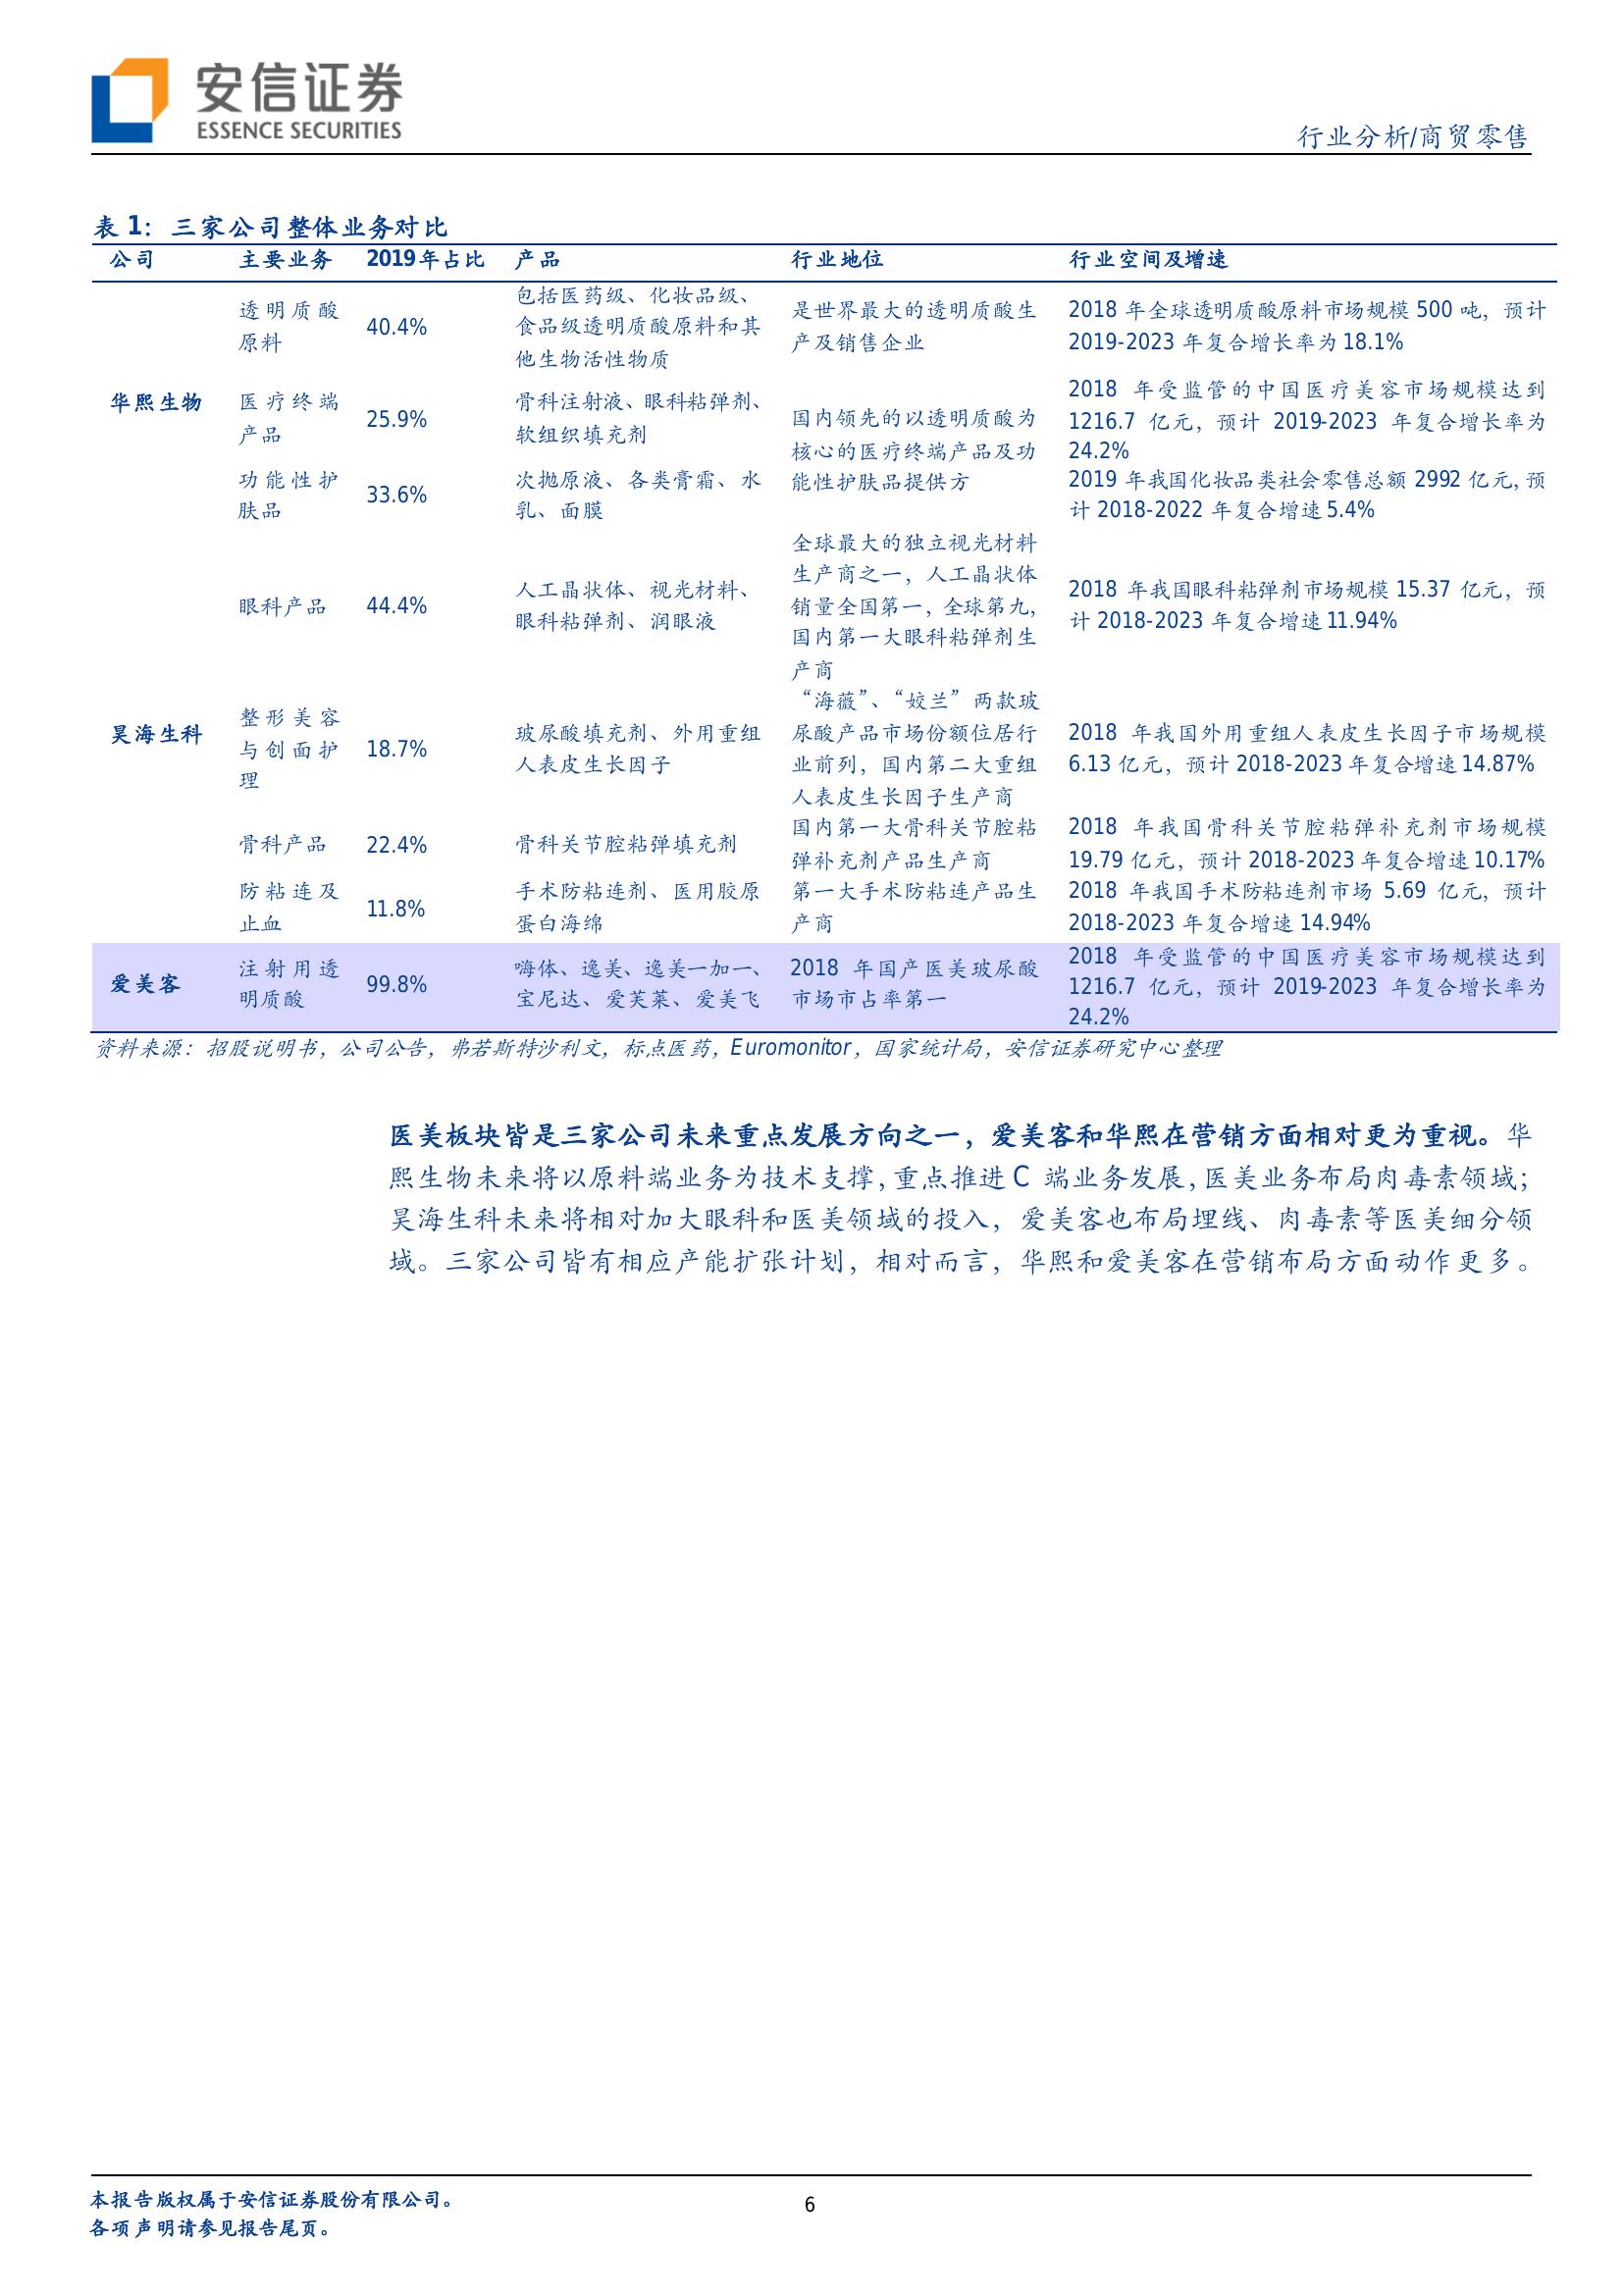 安信证券
ESSENCE SECURITIES
行业分析/商贸零售
表 1：三家公司整体业务对比
公司 主要业务 2019年占比 产品 行业地位 行业空间及增速
华熙生物
透明质酸
原料
40.4%
包括医药级、化妆品级、
食品级透明质酸原料和其
他生物活性物质
是世界最大的透明质酸生
产及销售企业
2018 年全球透明质酸原料市场规模 500 吨，预计
2019-2023 年复合增长率为 18.1%
医疗终端
产品
25.9%
骨科注射液、眼科粘弹剂、
软组织填充剂
国内领先的以透明质酸为
核心的医疗终端产品及功
能性护肤品提供方
2018 年受监管的中国医疗美容市场规模达到
1216.7 亿元，预计 2019-2023 年复合增长率为
24.2%
功能性护
肤品
33.6%
次抛原液、各类膏霜、水
乳、面膜
2019 年我国化妆品类社会零售总额 2992 亿元，预
计 2018-2022 年复合增速 5.4%
昊海生科
眼科产品
44.4%
人工晶状体、视光材料、
眼科粘弹剂、润眼液
全球最大的独立视光材料
生产商之一，人工晶状体
销量全国第一，全球第九，
国内第一大眼科粘弹剂生
产商
2018 年我国眼科粘弹剂市场规模 15.37 亿元，预
计 2018-2023 年复合增速 11.94%
整形美容
与创面护
理
18.7%
玻尿酸填充剂、外用重组
人表皮生长因子
“海薇”、“姣兰”两款玻
尿酸产品市场份额位居行
业前列，国内第二大重组
人表皮生长因子生产商
2018 年我国外用重组人表皮生长因子市场规模
6.13 亿元，预计 2018-2023 年复合增速 14.87%
骨科产品
22.4%
骨科关节腔粘弹填充剂
国内第一大骨科关节腔粘
弹补充剂产品生产商
2018 年我国骨科关节腔粘弹补充剂市场规模
19.79 亿元，预计 2018-2023 年复合增速 10.17%
防粘连及
止血
11.8%
手术防粘连剂、医用胶原
蛋白海绵
第一大手术防粘连产品生
产商
2018 年我国手术防粘连剂市场 5.69 亿元，预计
2018-2023 年复合增速 14.94%
爱美客
注射用透
明质酸
99.8%
嗨体、逸美、逸美一加一、
宝尼达、爱芙莱、爱美飞
2018 年国产医美玻尿酸
市场市占率第一
2018 年受监管的中国医疗美容市场规模达到
1216.7 亿元，预计 2019-2023 年复合增长率为
24.2%
资料来源：招股说明书，公司公告，弗若斯特沙利文，标点医药，Euromonitor，国家统计局，安信证券研究中心整理
医美板块皆是三家公司未来重点发展方向之一，爱美客和华熙在营销方面相对更为重视。华
熙生物未来将以原料端业务为技术支撑，重点推进 C 端业务发展，医美业务布局肉毒素领域；
昊海生科未来将相对加大眼科和医美领域的投入，爱美客也布局埋线、肉毒素等医美细分领
域。三家公司皆有相应产能扩张计划，相对而言，华熙和爱美客在营销布局方面动作更多。
本报告版权属于安信证券股份有限公司。
各项声明请参见报告尾页。
6